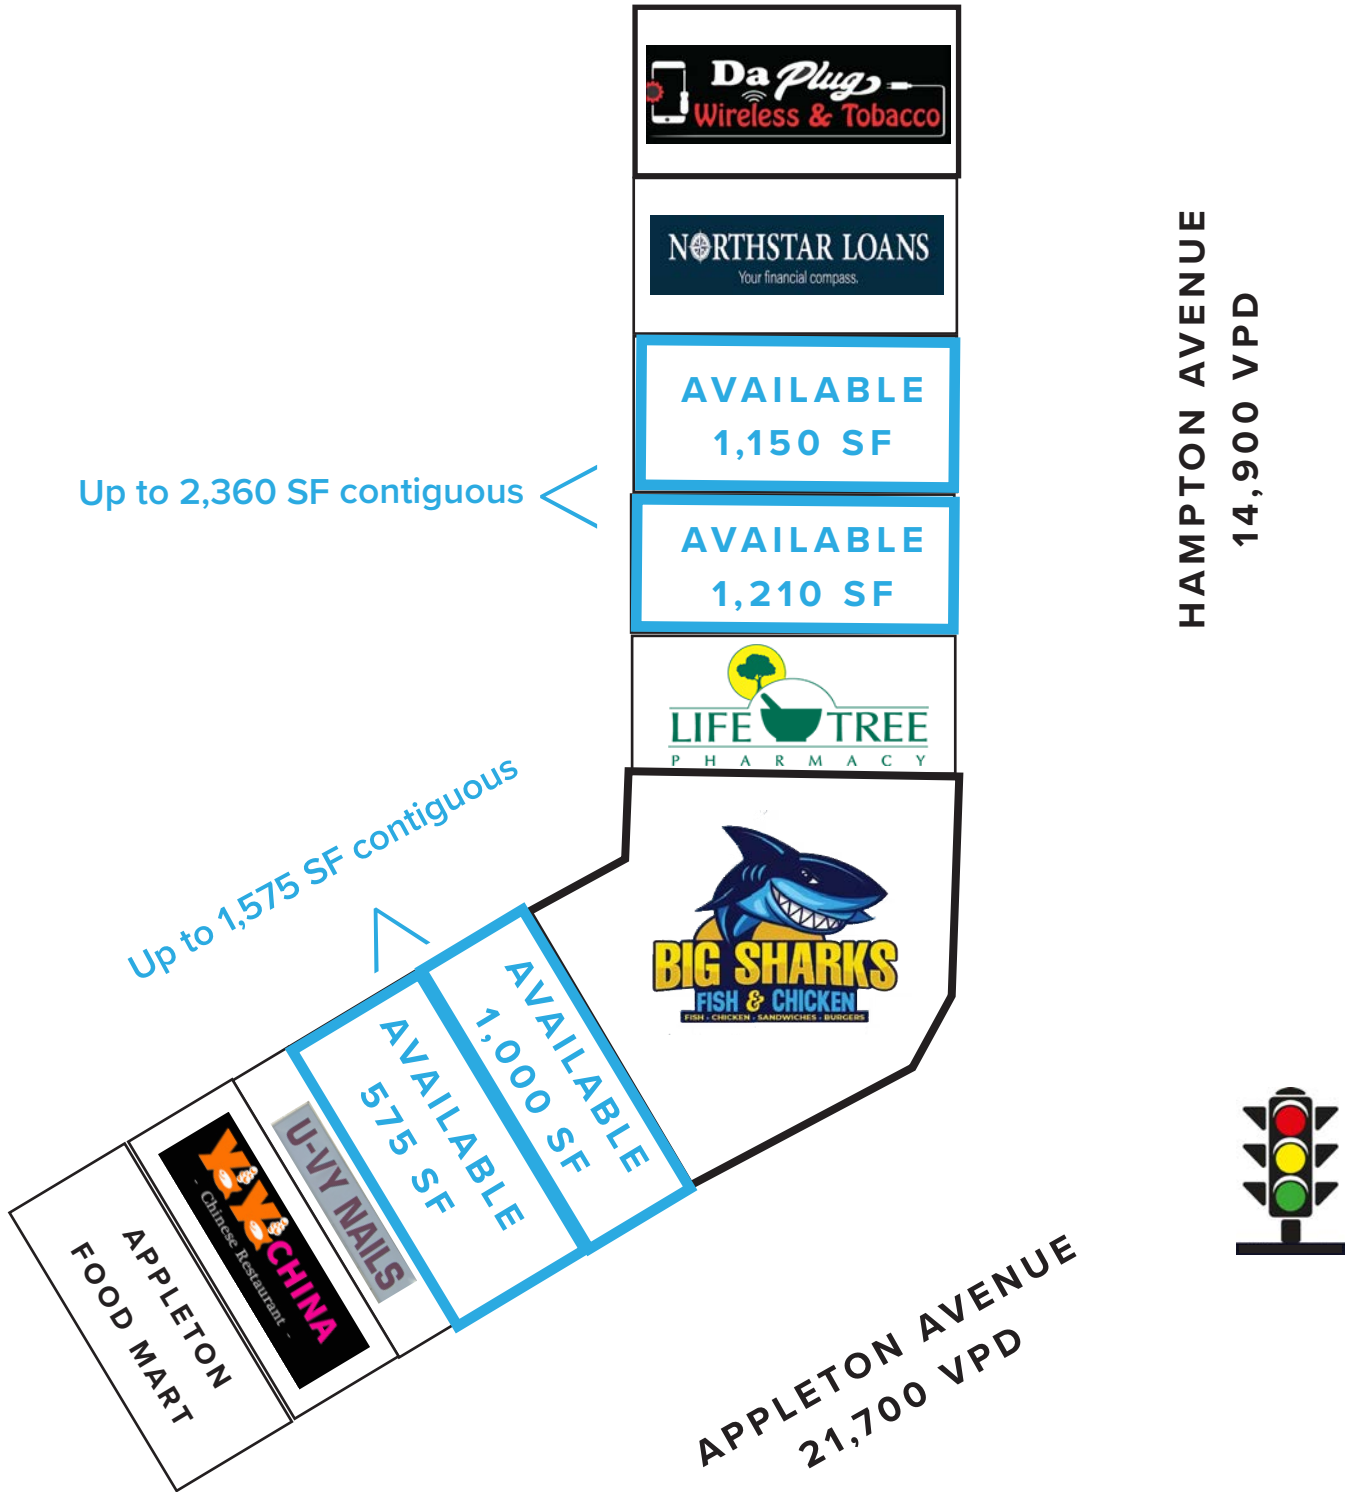 Da Plug
Wireless & Tobacco
NORTHSTAR LOANS
Your financial compass.
AVAILABLE
1,150 SF
Up to 2,360 SF contiguous
AVAILABLE
1,210 SF
HAMPTON AVENUE
14,900 VPD
LIFE TREE
PHARMACY
BIG SHARKS
FISH & CHICKEN
FISH • CHICKEN • SANDWICHES • BURGERS
Up to 1,575 SF contiguous
AVAILABLE
1,000 SF
AVAILABLE
575 SF
U-VY NAILS
YaYa CHINA
- Chinese Restaurant -
APPLETON
FOOD MART
APPLETON AVENUE
21,700 VPD